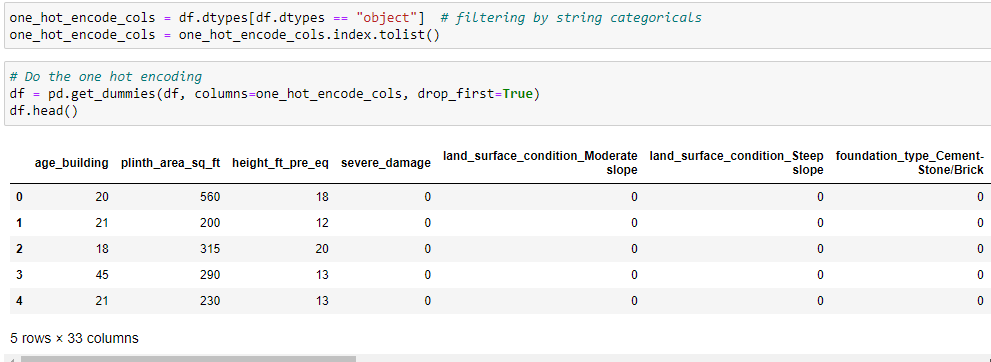 one_hot_encode_cols = df.dtypes[df.dtypes == "object"]  # filtering by string categoricals
one_hot_encode_cols = one_hot_encode_cols.index.tolist()
# Do the one hot encoding
df = pd.get_dummies(df, columns=one_hot_encode_cols, drop_first=True)
df.head()
age_building plinth_area_sq_ft height_ft_pre_eq severe_damage land_surface_condition_Moderate land_surface_condition_Steep foundation_type_Cement-
slope slope Stone/Brick
0 20 560 18 0 0 0 0
1 21 200 12 0 0 0 0
2 18 315 20 0 0 0 0
3 45 290 13 0 0 0 0
4 21 230 13 0 0 0 0
5 rows × 33 columns